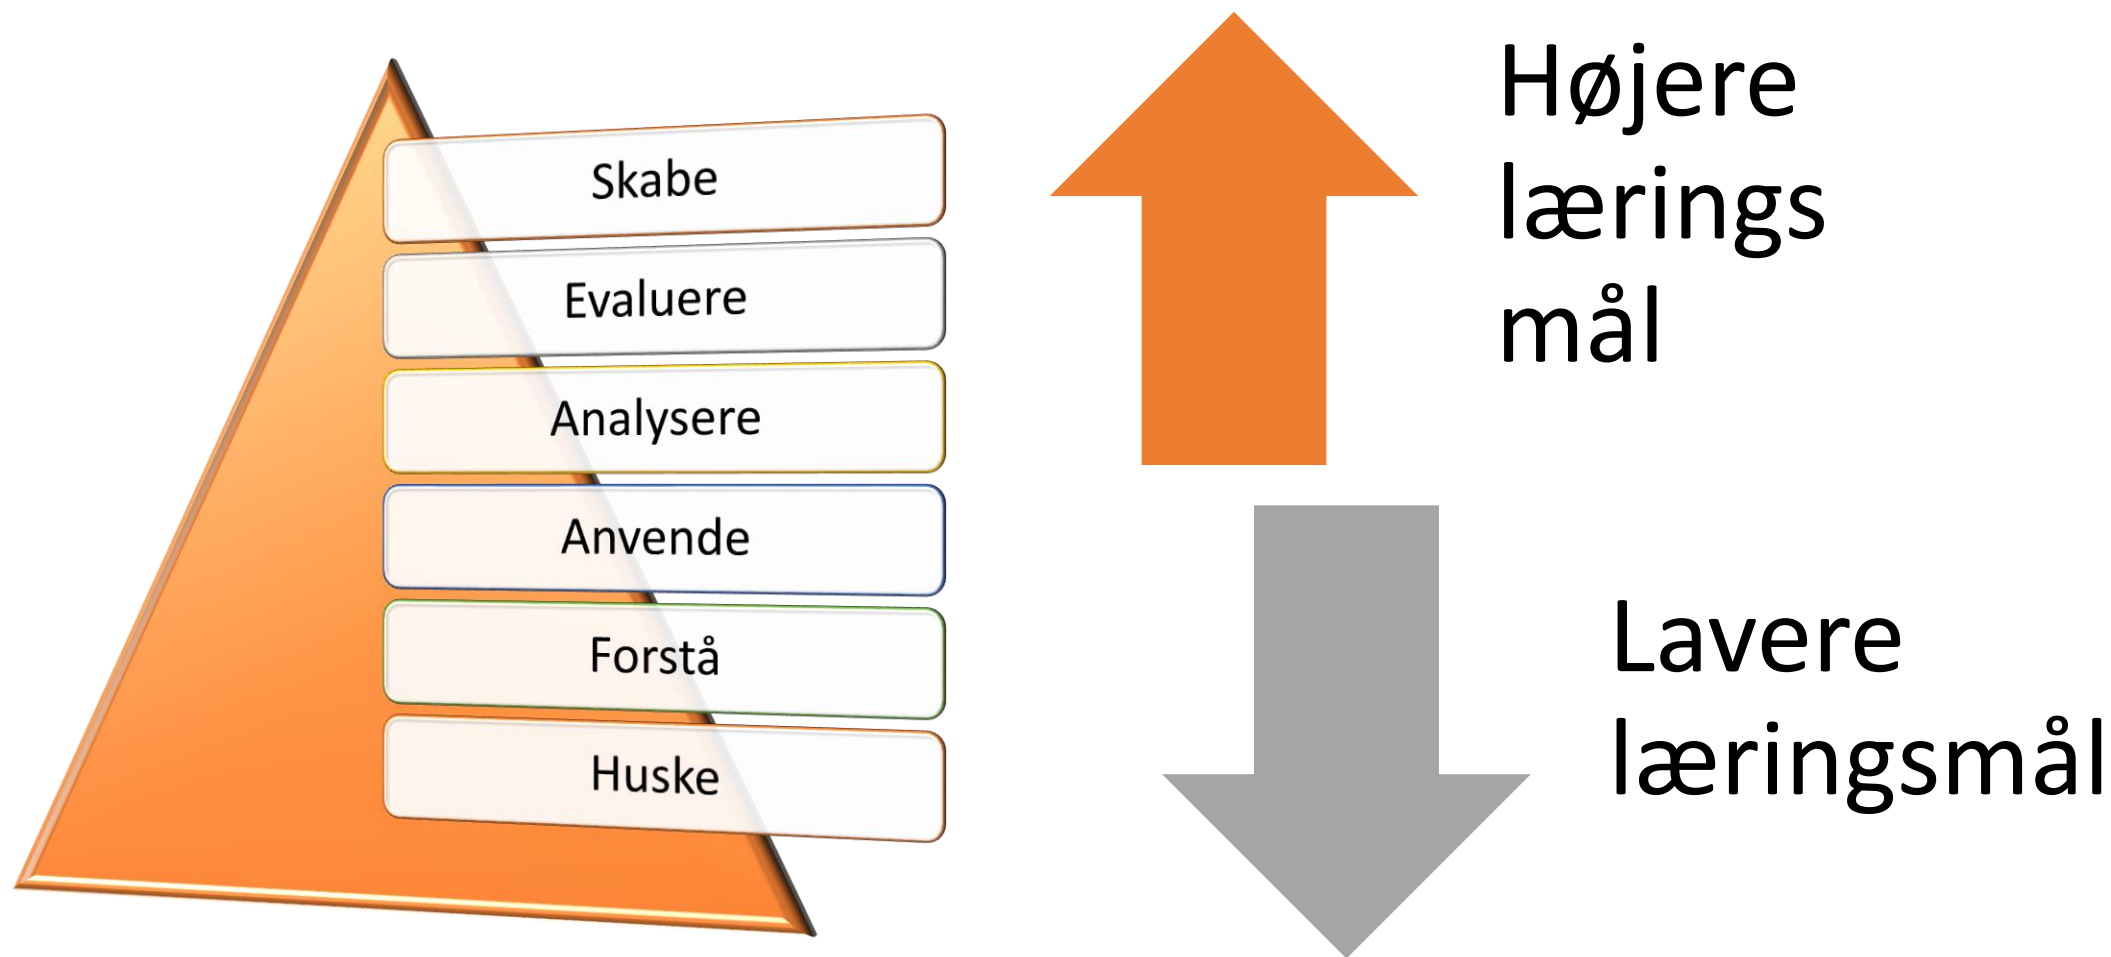 Skabe
Evaluere
Analysere
Anvende
Forstå
Huske
Højere
lærings
mål
Lavere
læringsmål